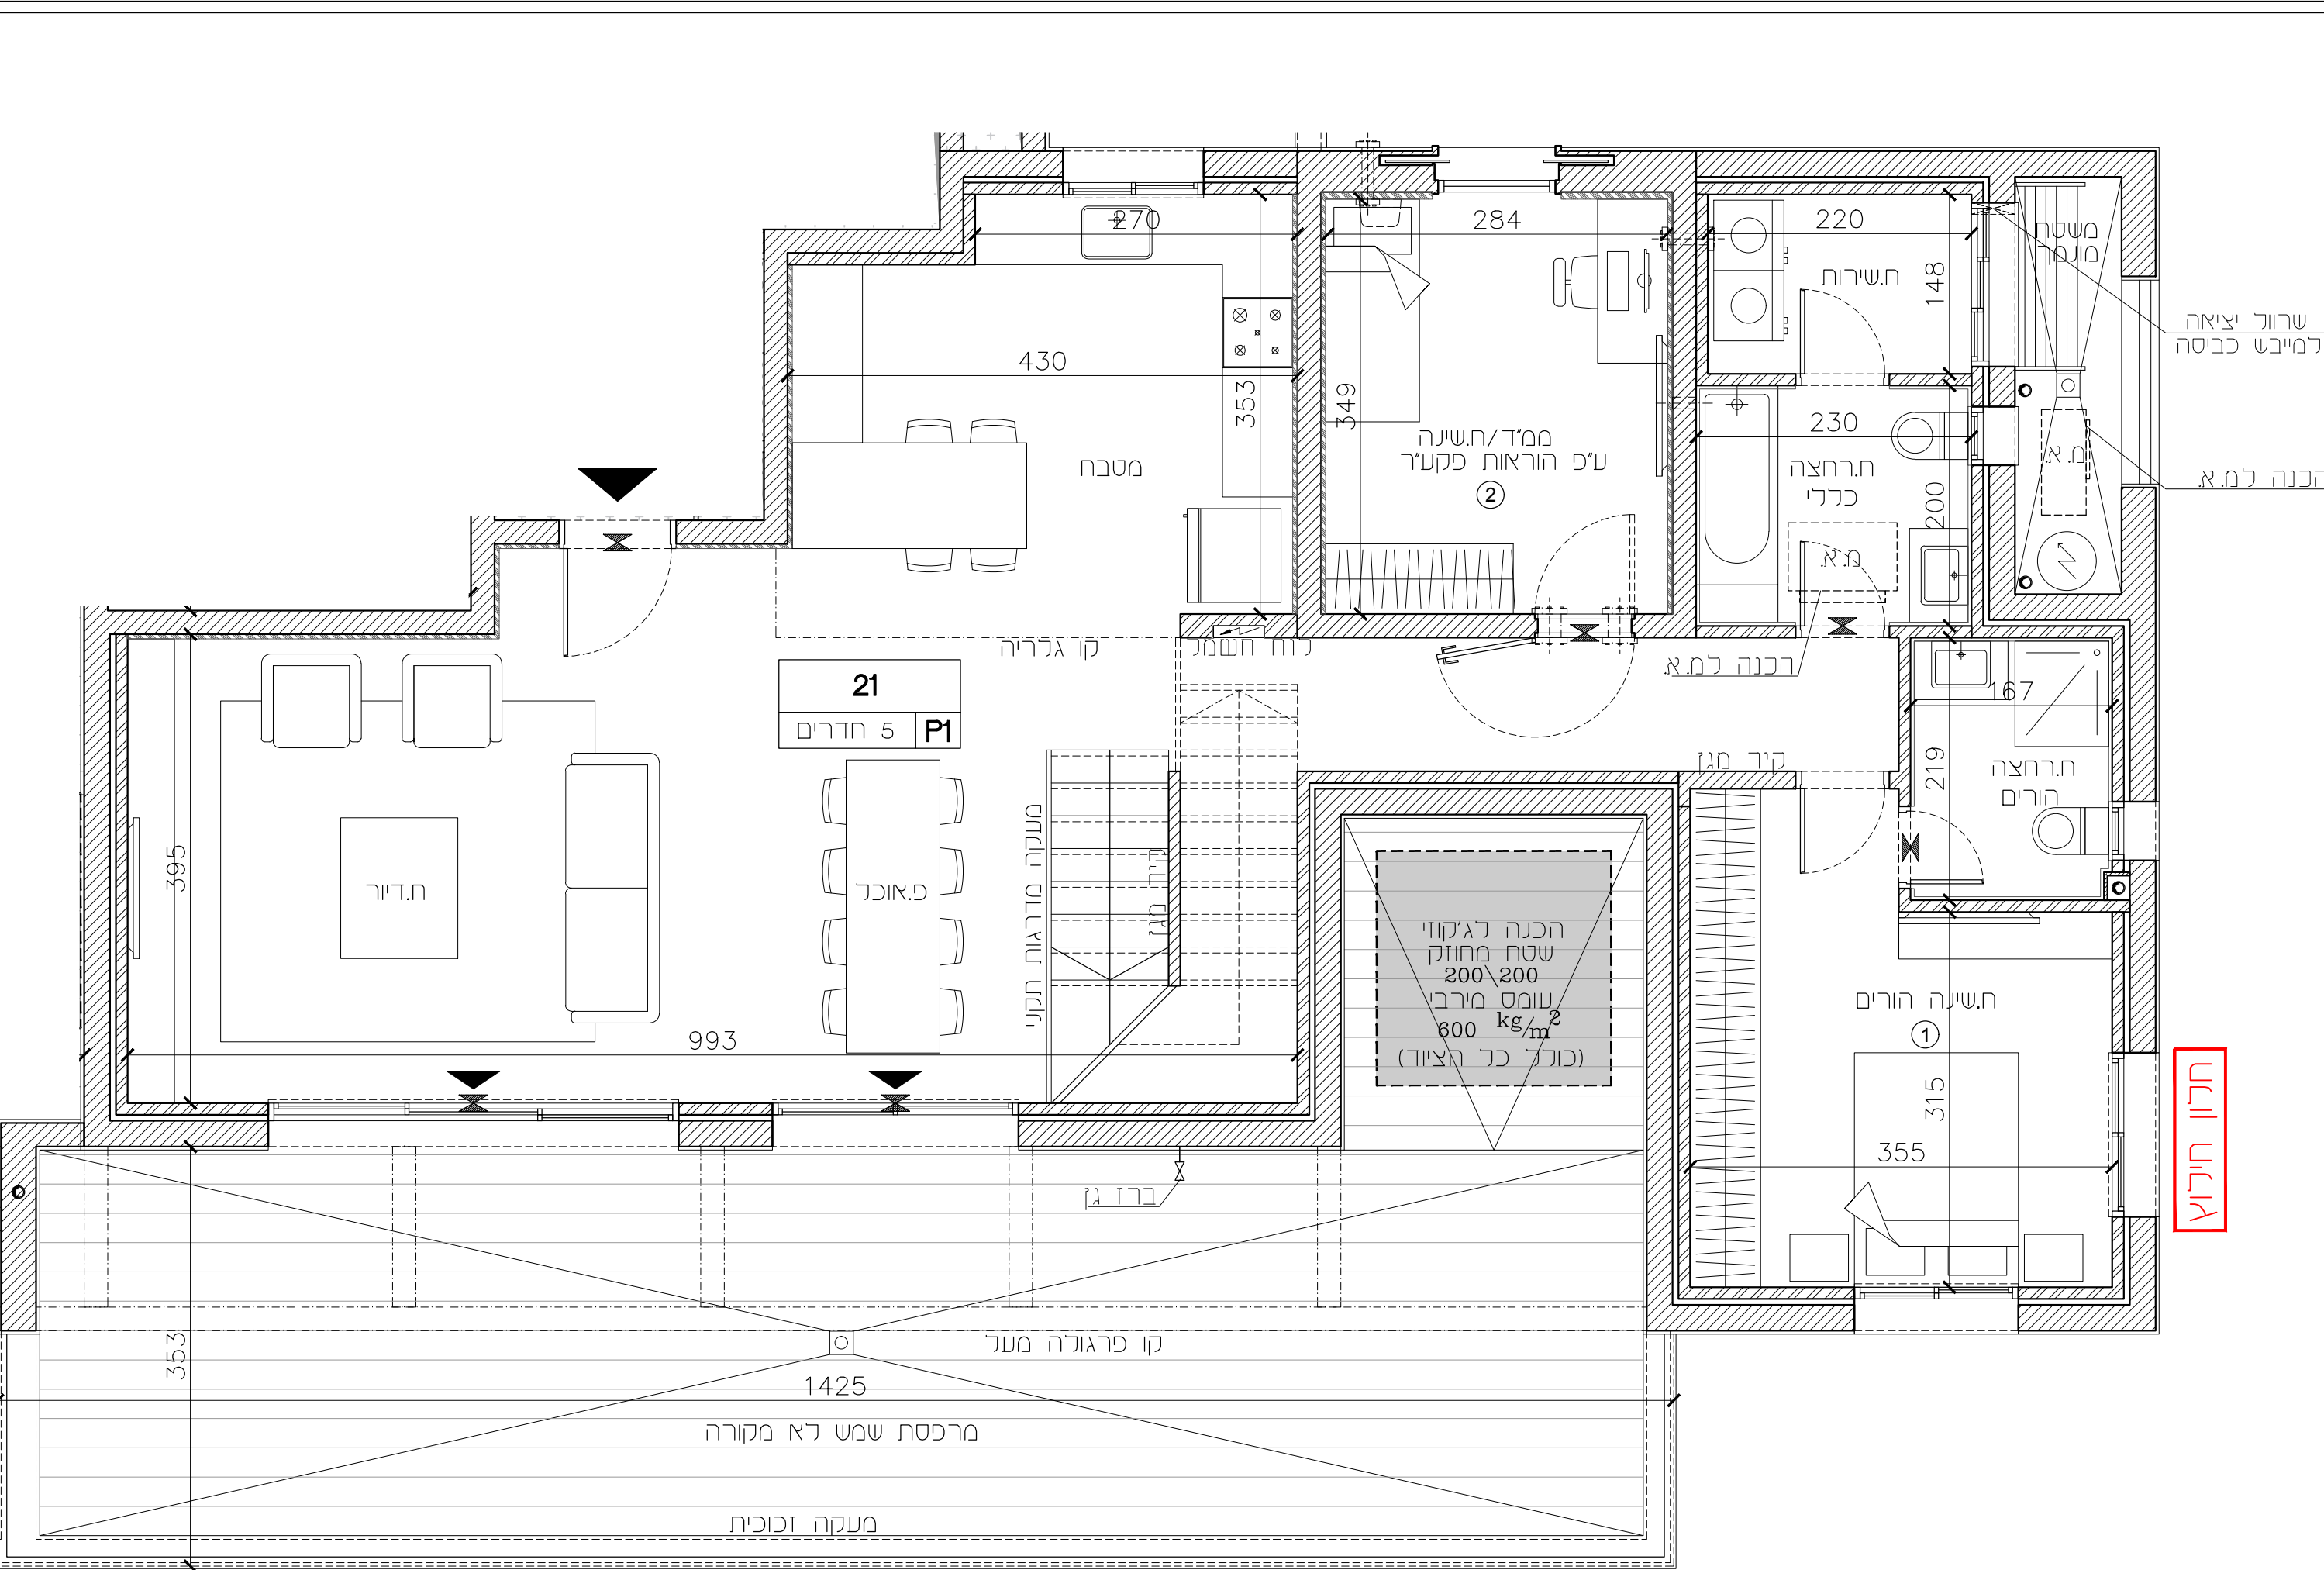 270
284
220
משטח
מונמך
ח.שירות
148
שרוול יציאה
למייבש כביסה
430
353
349
ממ"ד/ח.שינה
ע"פ הוראות פקע"ר
2
230
ח.רחצה
כללי
200
מ.א.
הכנה למ.א.
מטבח
מ.א.
קו גלריה
לוח חשמל
הכנה למ.א.
21
5 חדרים
P1
167
קיר מגן
219
ח.רחצה
הורים
395
ח.דיור
פ.אוכל
מעקה מדרגות תקני
קיר מגן
הכנה לג'קוזי
שטח מחוזק
200\200
עומס מירבי
600 kg/m2
(כולל כל הציוד)
ח.שינה הורים
1
993
315
355
חלון חילוץ
ברז גן
353
קו פרגולה מעל
1425
מרפסת שמש לא מקורה
מעקה זכוכית